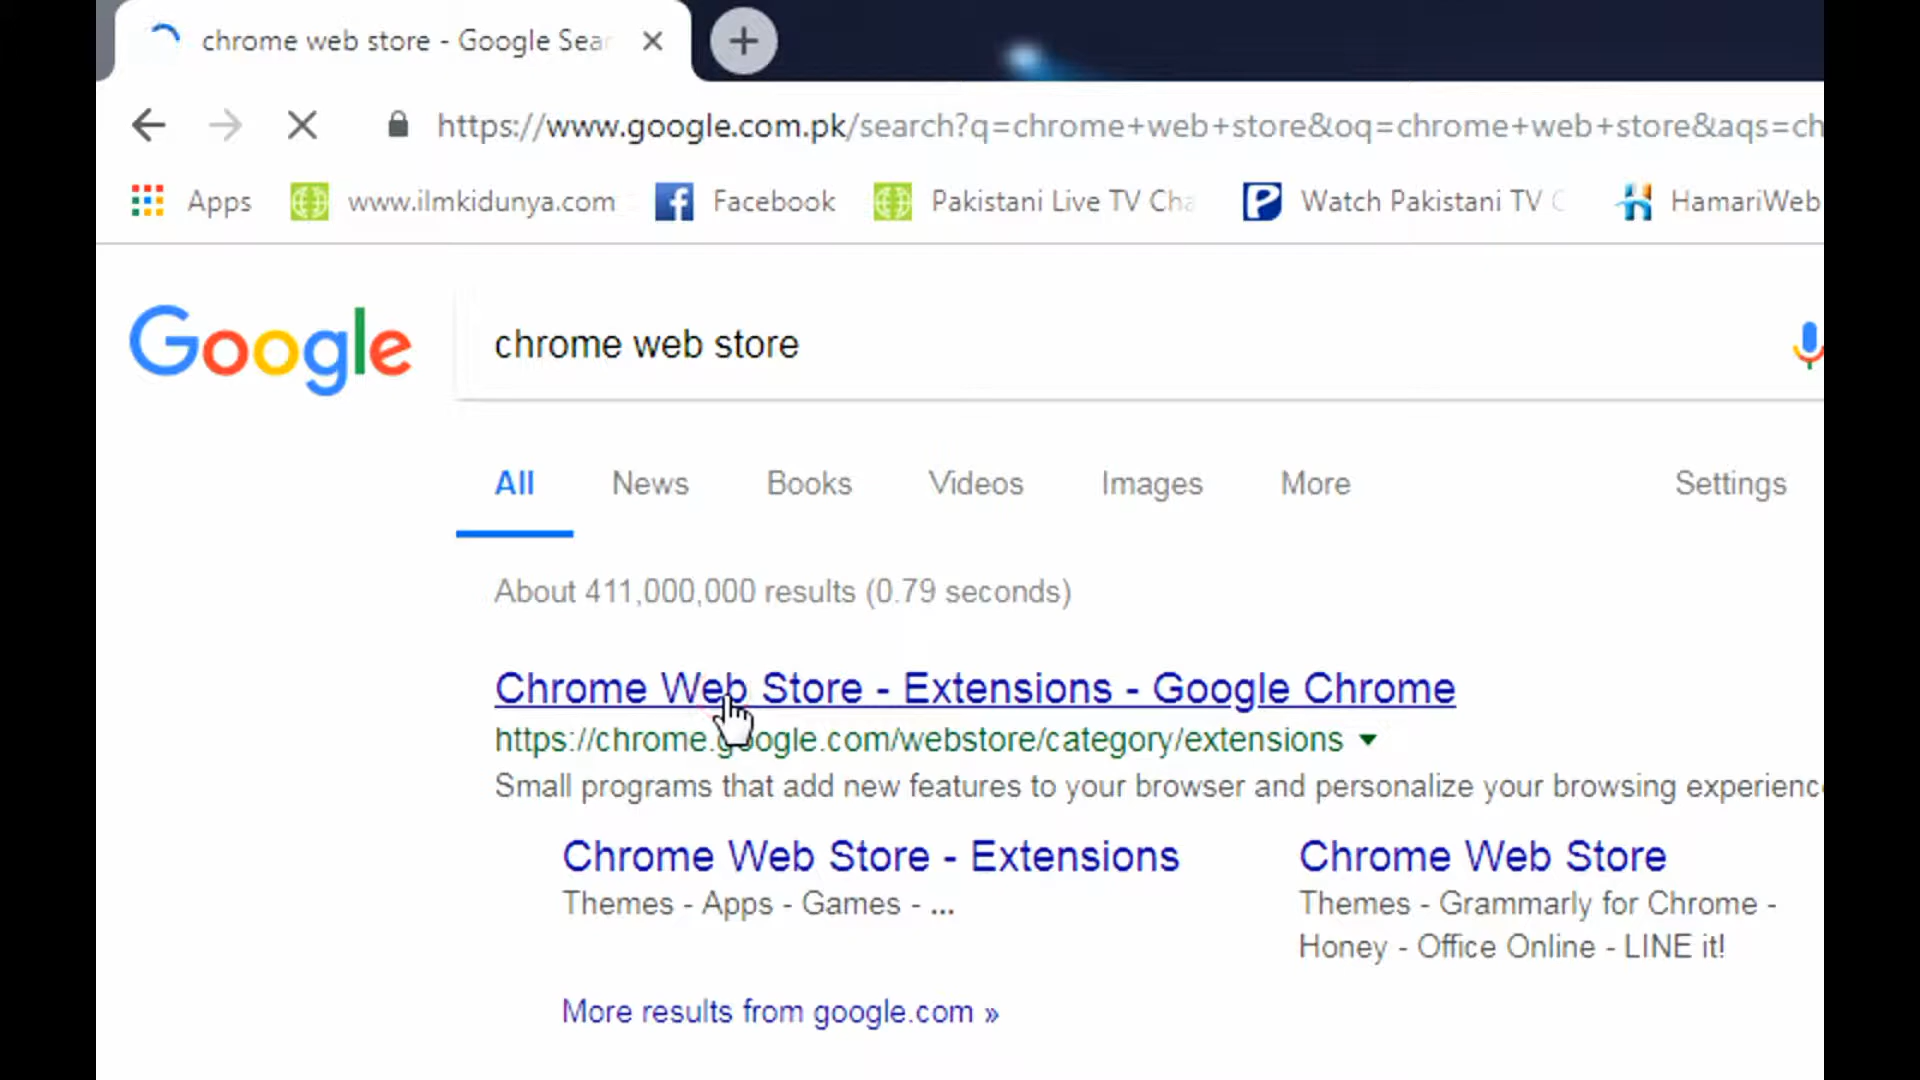 chrome web store - Google Sear
https://www.google.com.pk/search?q=chrome+web+store&oq=chrome+web+store&aqs=ch
Apps www.ilmkidunya.com Facebook Pakistani Live TV Cha Watch Pakistani TV C HamariWeb
Google chrome web store
All News Books Videos Images More Settings
About 411,000,000 results (0.79 seconds)
Chrome Web Store - Extensions - Google Chrome
https://chrome.google.com/webstore/category/extensions
Small programs that add new features to your browser and personalize your browsing experienc
Chrome Web Store - Extensions
Themes - Apps - Games - ...
Chrome Web Store
Themes - Grammarly for Chrome -
Honey - Office Online - LINE it!
More results from google.com »